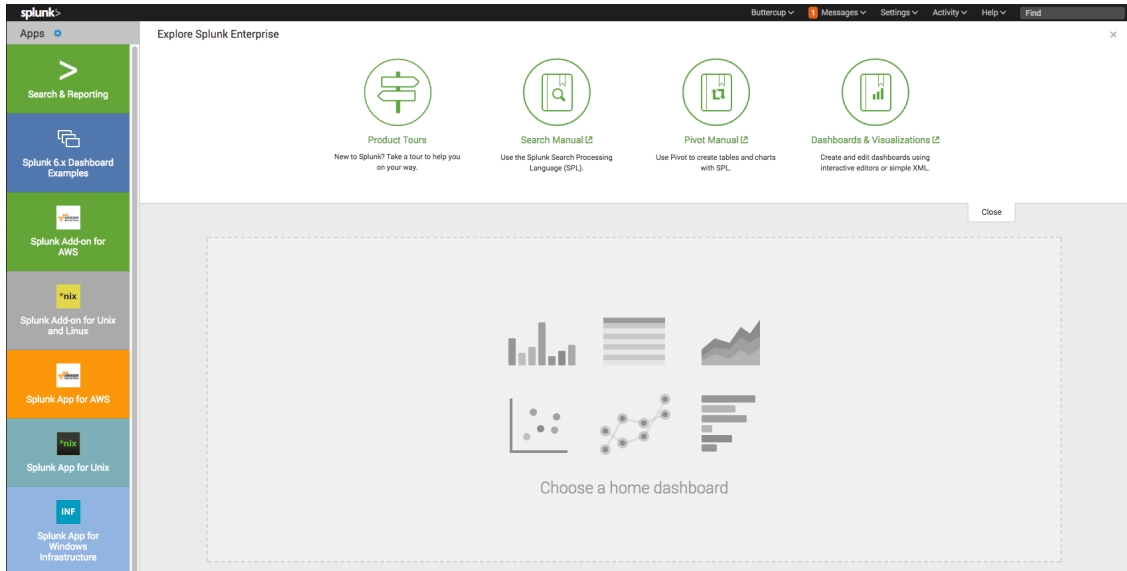 splunk>
Buttercup 1 Messages Settings Activity Help Find
Apps
Explore Splunk Enterprise
Search & Reporting
Splunk 6.x Dashboard
Examples
Splunk Add-on for
AWS
*nix
Splunk Add-on for Unix
and Linux
Splunk App for AWS
*nix
Splunk App for Unix
INF
Splunk App for
Windows
Infrastructure
Product Tours
New to Splunk? Take a tour to help you
on your way.
Search Manual
Use the Splunk Search Processing
Language (SPL).
Pivot Manual
Use Pivot to create tables and charts
with SPL.
Dashboards & Visualizations
Create and edit dashboards using
interactive editors or simple XML.
Close
Choose a home dashboard